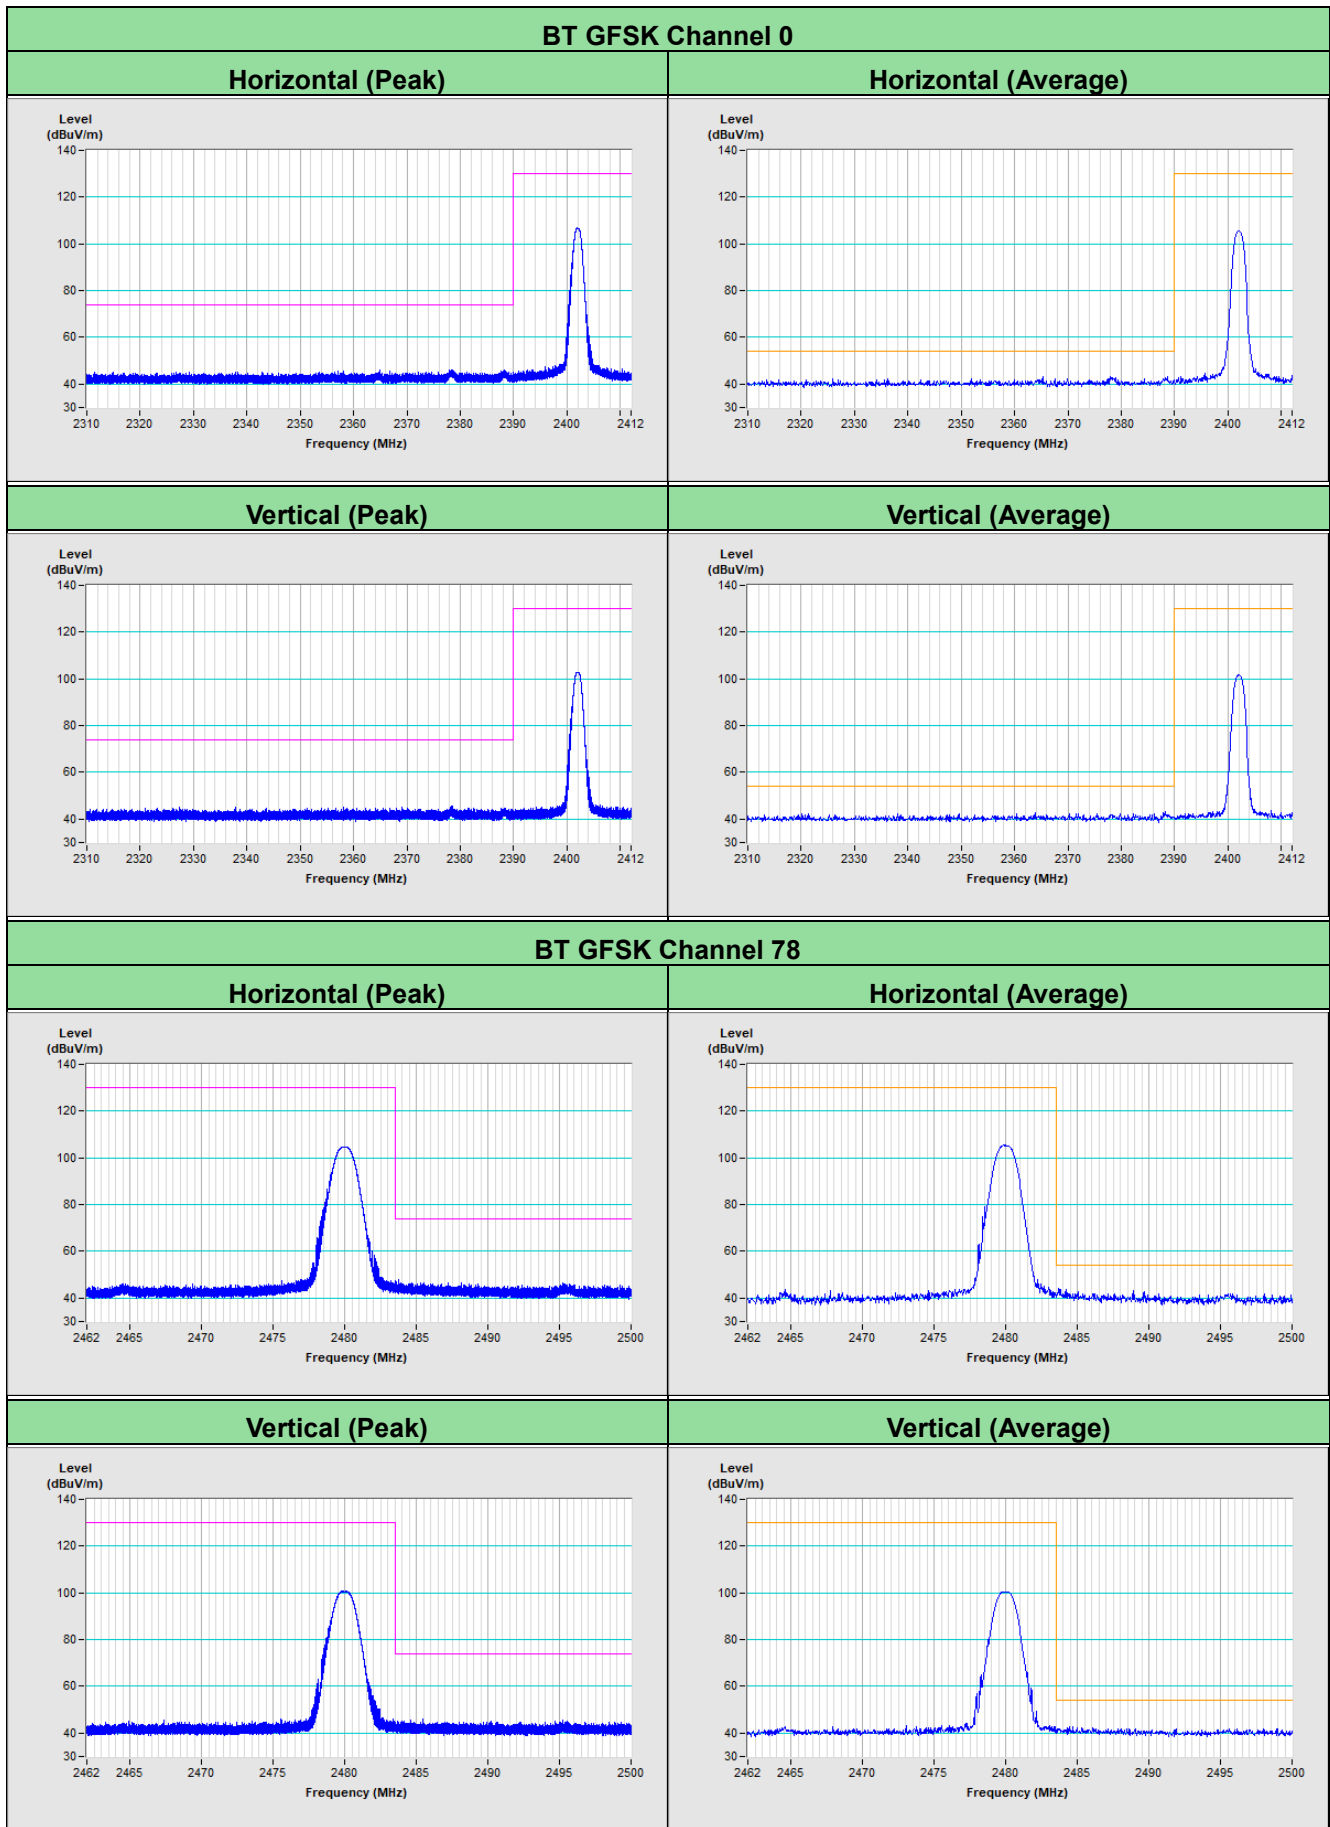 BT GFSK Channel 0
Horizontal (Peak)
Horizontal (Average)
Level
(dBuV/m)
140
120
100
80
60
40
30
2310 2320 2330 2340 2350 2360 2370 2380 2390 2400 2412
Frequency (MHz)
Level
(dBuV/m)
140
120
100
80
60
40
30
2310 2320 2330 2340 2350 2360 2370 2380 2390 2400 2412
Frequency (MHz)
Vertical (Peak)
Vertical (Average)
Level
(dBuV/m)
140
120
100
80
60
40
30
2310 2320 2330 2340 2350 2360 2370 2380 2390 2400 2412
Frequency (MHz)
Level
(dBuV/m)
140
120
100
80
60
40
30
2310 2320 2330 2340 2350 2360 2370 2380 2390 2400 2412
Frequency (MHz)
BT GFSK Channel 78
Horizontal (Peak)
Horizontal (Average)
Level
(dBuV/m)
140
120
100
80
60
40
30
2462 2465 2470 2475 2480 2485 2490 2495 2500
Frequency (MHz)
Level
(dBuV/m)
140
120
100
80
60
40
30
2462 2465 2470 2475 2480 2485 2490 2495 2500
Frequency (MHz)
Vertical (Peak)
Vertical (Average)
Level
(dBuV/m)
140
120
100
80
60
40
30
2462 2465 2470 2475 2480 2485 2490 2495 2500
Frequency (MHz)
Level
(dBuV/m)
140
120
100
80
60
40
30
2462 2465 2470 2475 2480 2485 2490 2495 2500
Frequency (MHz)